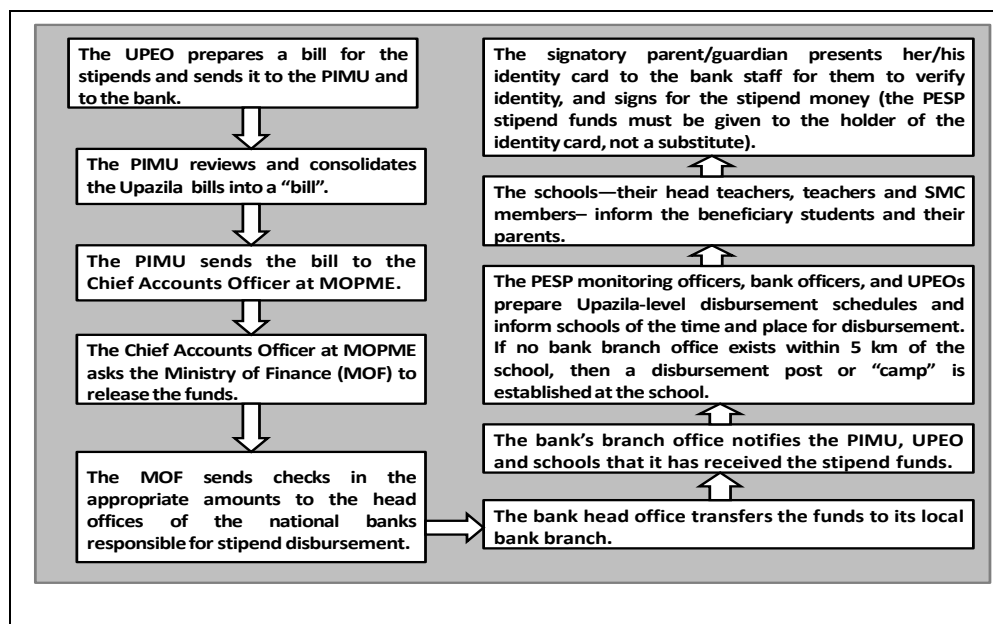 The UPEO prepares a bill for the
stipends and sends it to the PIMU and
to the bank.
The PIMU reviews and consolidates
the Upazila bills into a “bill”.
The PIMU sends the bill to the
Chief Accounts Officer at MOPME.
The Chief Accounts Officer at MOPME
asks the Ministry of Finance (MOF) to
release the funds.
The MOF sends checks in the
appropriate amounts to the head
offices of the national banks
responsible for stipend disbursement.
The bank head office transfers the funds to its local
bank branch.
The bank’s branch office notifies the PIMU, UPEO
and schools that it has received the stipend funds.
The PESP monitoring officers, bank officers, and UPEOs
prepare Upazila-level disbursement schedules and
inform schools of the time and place for disbursement.
If no bank branch office exists within 5 km of the
school, then a disbursement post or “camp” is
established at the school.
The schools—their head teachers, teachers and SMC
members– inform the beneficiary students and their
parents.
The signatory parent/guardian presents her/his
identity card to the bank staff for them to verify
identity, and signs for the stipend money (the PESP
stipend funds must be given to the holder of the
identity card, not a substitute).